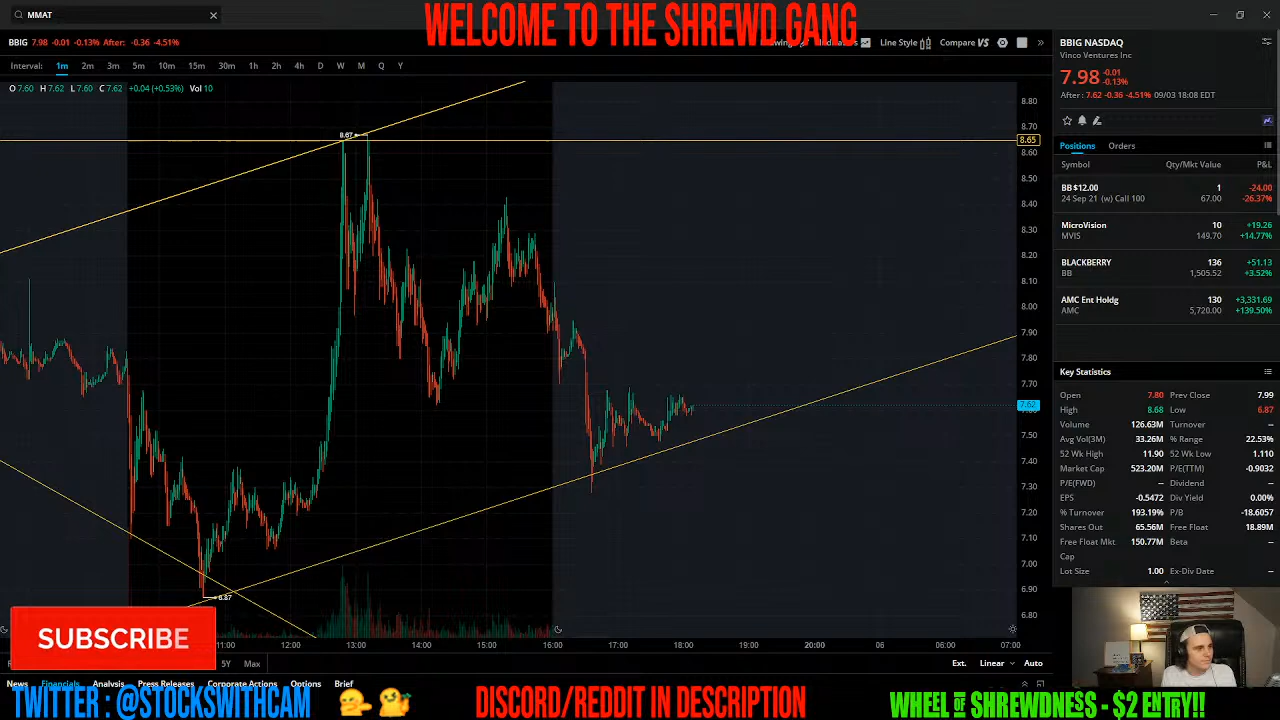 WELCOME TO THE SHREWD GANG
MMAT
BBIG 7.98 -0.01 -0.13% After: -0.36 -4.51%
Line Style Compare VS
Interval: 1m 2m 3m 5m 10m 15m 30m 1h 2h 4h D W M Q Y
O 7.60 H 7.62 L 7.60 C 7.62 +0.04 (+0.53%) Vol 10
8.80
8.70
8.67
8.65
8.60
8.50
8.40
8.30
8.20
8.10
8.00
7.90
7.80
7.70
7.62
7.50
7.40
7.30
7.20
7.10
7.00
6.90
6.87
6.80
11:00 12:00 13:00 14:00 15:00 16:00 17:00 18:00 20:00 06 06:00 07:00
5Y Max
Ext. Linear Auto
News Financials Analysis Press Releases Corporate Actions Options Brief
BBIG NASDAQ
Vinco Ventures Inc
7.98 -0.01
-0.13%
After : 7.62 -0.36 -4.51% 09/03 18:08 EDT
Positions Orders
Symbol Qty/Mkt Value P&L
BB $12.00 1 -24.00
24 Sep 21 (w) Call 100 67.00 -26.37%
MicroVision 10 +19.26
MVIS 149.70 +14.77%
BLACKBERRY 136 +51.13
BB 1,505.52 +3.52%
AMC Ent Holdg 130 +3,331.69
AMC 5,720.00 +139.50%
Key Statistics
Open 7.80 Prev Close 7.99
High 8.68 Low 6.87
Volume 126.63M Turnover –
Avg Vol(3M) 33.26M % Range 22.53%
52 Wk High 11.90 52 Wk Low 1.110
Market Cap 523.20M P/E(TTM) -0.9032
P/E(FWD) – Dividend –
EPS -0.5472 Div Yield 0.00%
% Turnover 193.19% P/B -18.6057
Shares Out 65.56M Free Float 18.89M
Free Float Mkt Cap 150.77M Beta –
Lot Size 1.00 Ex-Div Date –
SUBSCRIBE
TWITTER : @STOCKSWITHCAM
DISCORD/REDDIT IN DESCRIPTION
WHEEL OF SHREWDNESS - $2 ENTRY!!